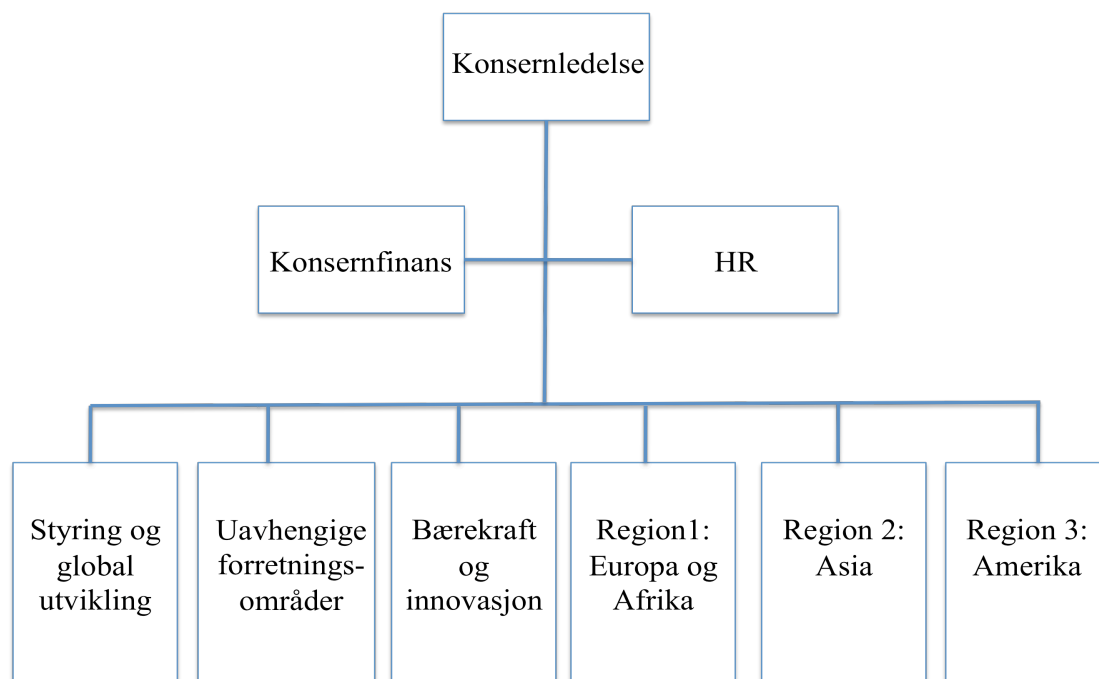 Konsernledelse
Konsernfinans
HR
Styring og
global
utvikling
Uavhengige
forretnings-
områder
Bærekraft
og
innovasjon
Region1:
Europa og
Afrika
Region 2:
Asia
Region 3:
Amerika